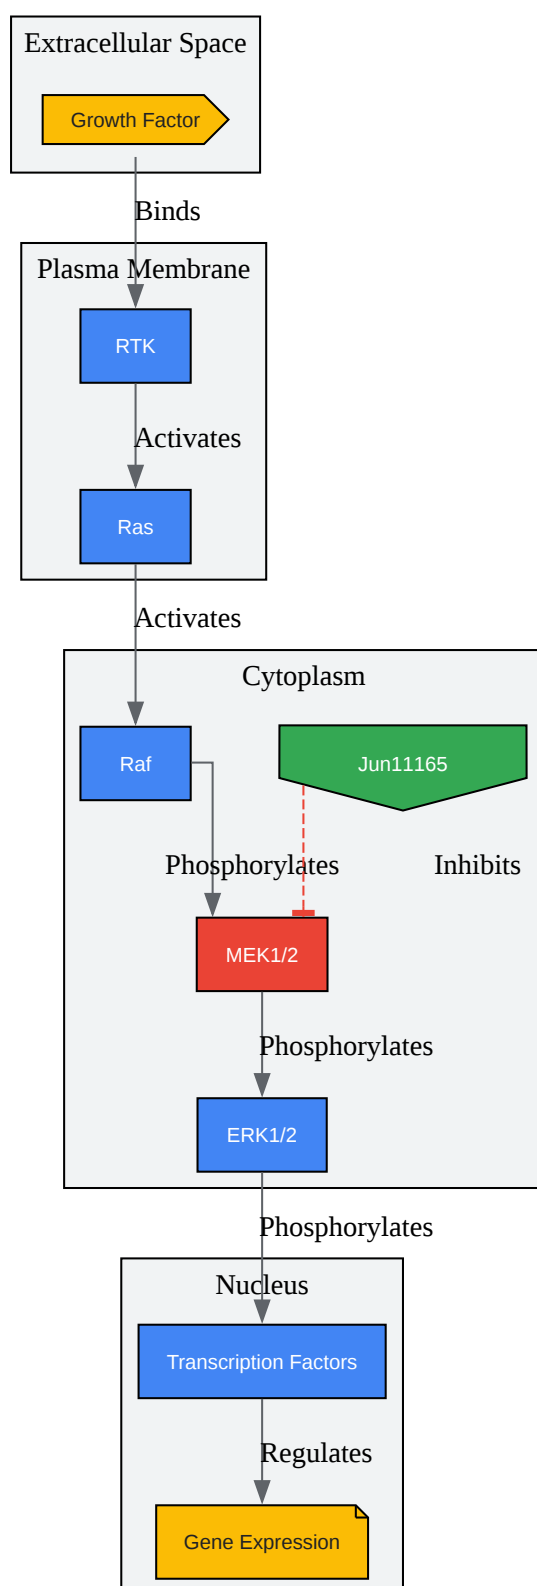 Extracellular Space
Growth Factor
Binds
Plasma Membrane
RTK
Activates
Ras
Activates
Cytoplasm
Raf
Jun11165
Phosphorylates
Inhibits
MEK1/2
Phosphorylates
ERK1/2
Phosphorylates
Nucleus
Transcription Factors
Regulates
Gene Expression